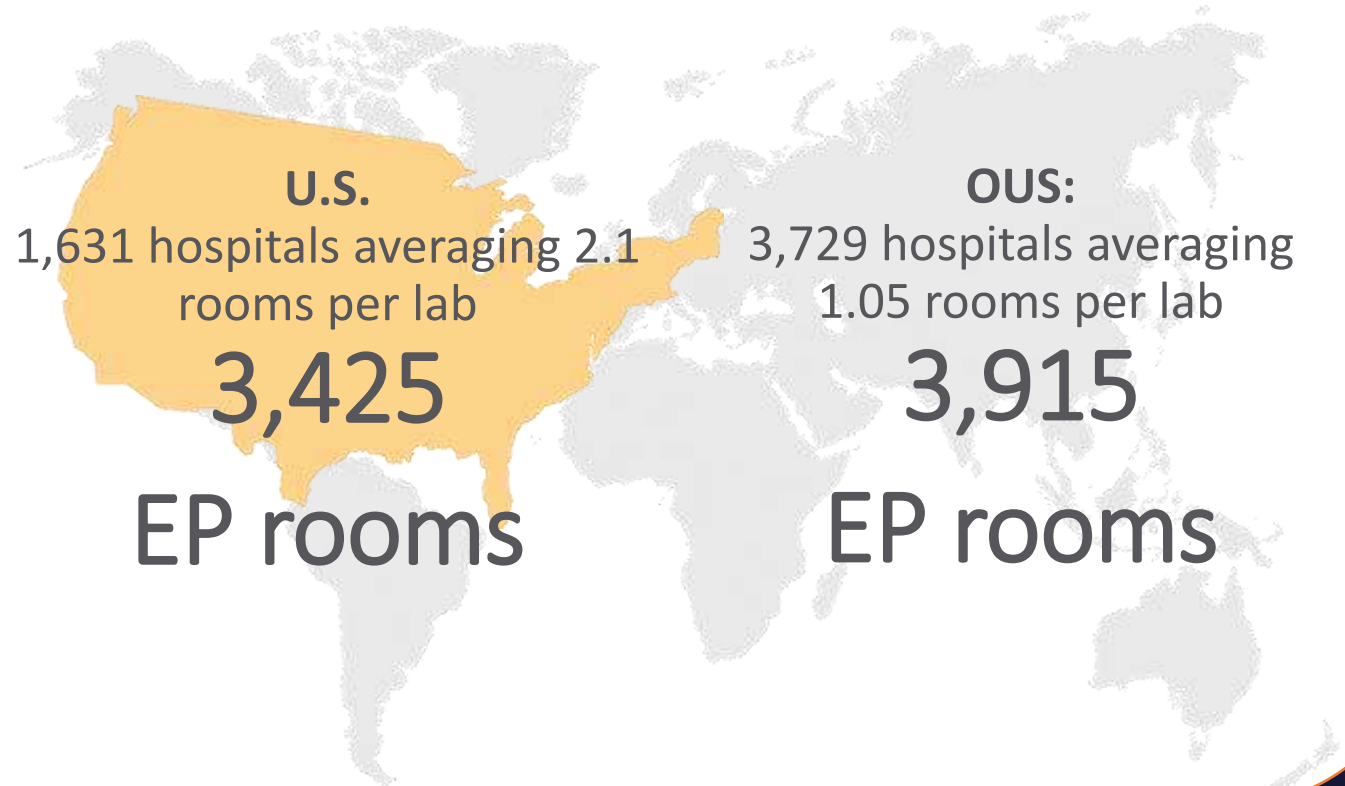 U.S.
1,631 hospitals averaging 2.1
rooms per lab
3,425
EP rooms
OUS:
3,729 hospitals averaging
1.05 rooms per lab
3,915
EP rooms